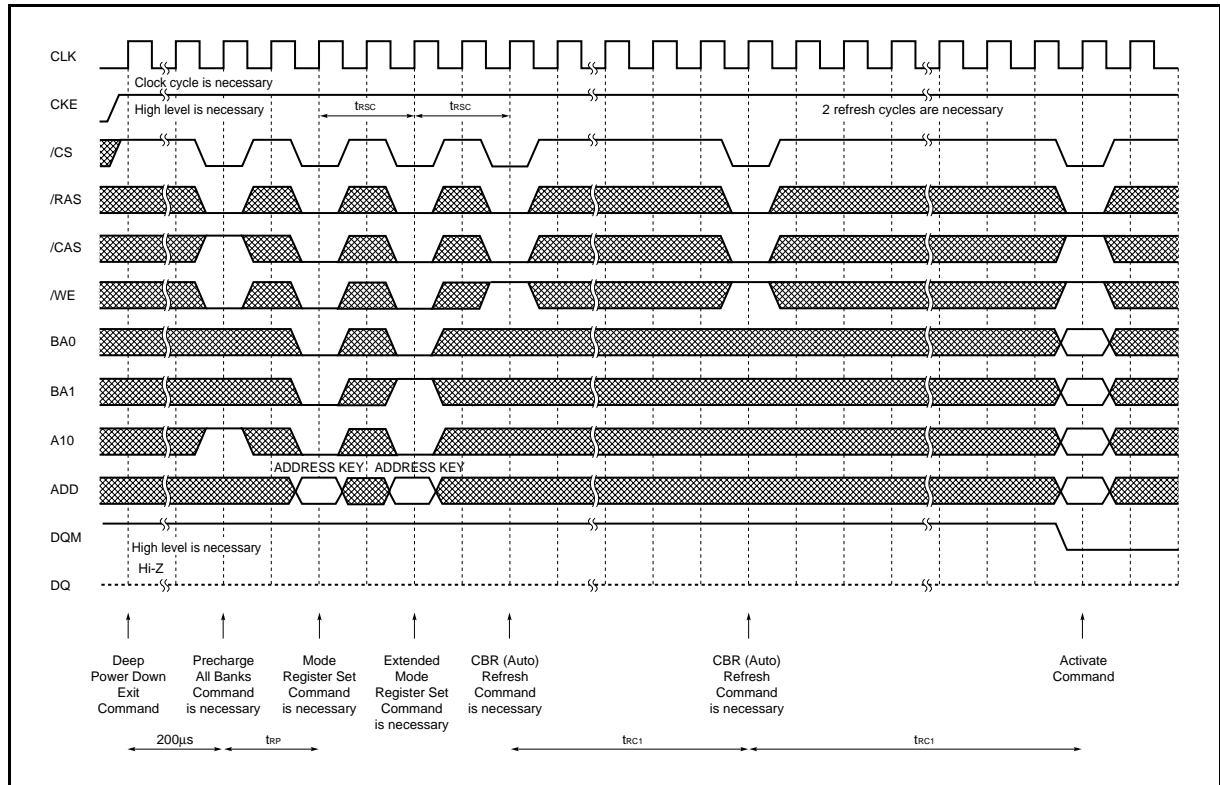 CLK
Clock cycle is necessary
CKE
High level is necessary
tRSC
tRSC
2 refresh cycles are necessary
/CS
/RAS
/CAS
/WE
BA0
BA1
A10
ADDRESS KEY
ADDRESS KEY
ADD
DQM
High level is necessary
Hi-Z
DQ
Deep
Power Down
Exit
Command
Precharge
All Banks
Command
is necessary
Mode
Register Set
Command
is necessary
Extended
Mode
Register Set
Command
is necessary
CBR (Auto)
Refresh
Command
is necessary
CBR (Auto)
Refresh
Command
is necessary
Activate
Command
200µs
tRP
tRC1
tRC1